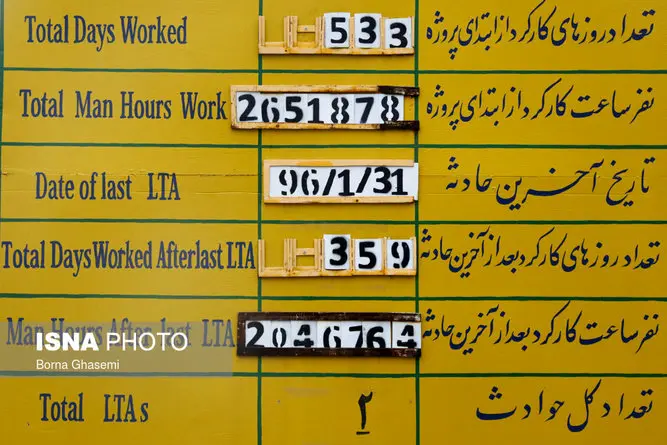 Total Days Worked 533 تعداد روزهای کارکرد از ابتدای پروژه
Total Man Hours Work 2651878 نفر ساعت کارکرد از ابتدای پروژه
Date of last LTA 96/1/31 تاریخ آخرین حادثه
Total Days Worked Afterlast LTA 359 تعداد روزهای کارکرد بعد از آخرین حادثه
Man Hours After last LTA 2046764 نفر ساعت کارکرد بعد از آخرین حادثه
ISNA PHOTO
Borna Ghasemi
Total LTAs ۲ تعداد کل حوادث